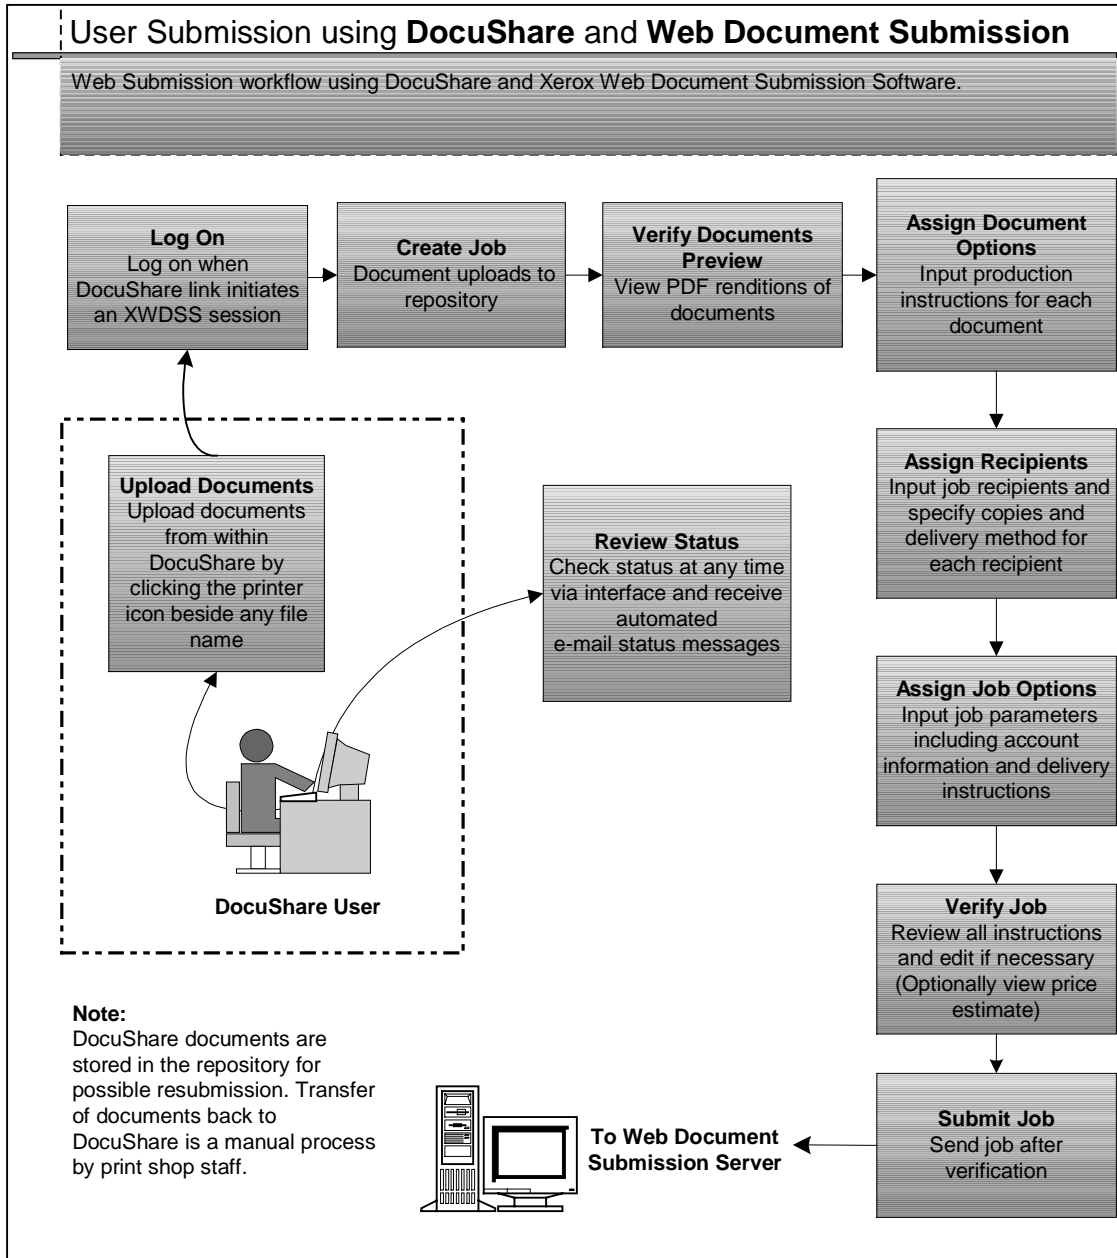 User Submission using DocuShare and Web Document Submission
Web Submission workflow using DocuShare and Xerox Web Document Submission Software.
Log On
Log on when
DocuShare link initiates
an XWDSS session
Create Job
Document uploads to
repository
Verify Documents
Preview
View PDF renditions of
documents
Assign Document
Options
Input production
instructions for each
document
Upload Documents
Upload documents
from within
DocuShare by
clicking the printer
icon beside any file
name
Review Status
Check status at any time
via interface and receive
automated
e-mail status messages
Assign Recipients
Input job recipients and
specify copies and
delivery method for
each recipient
Assign Job Options
Input job parameters
including account
information and delivery
instructions
DocuShare User
Verify Job
Review all instructions
and edit if necessary
(Optionally view price
estimate)
Note:
DocuShare documents are
stored in the repository for
possible resubmission. Transfer
of documents back to
DocuShare is a manual process
by print shop staff.
To Web Document
Submission Server
Submit Job
Send job after
verification